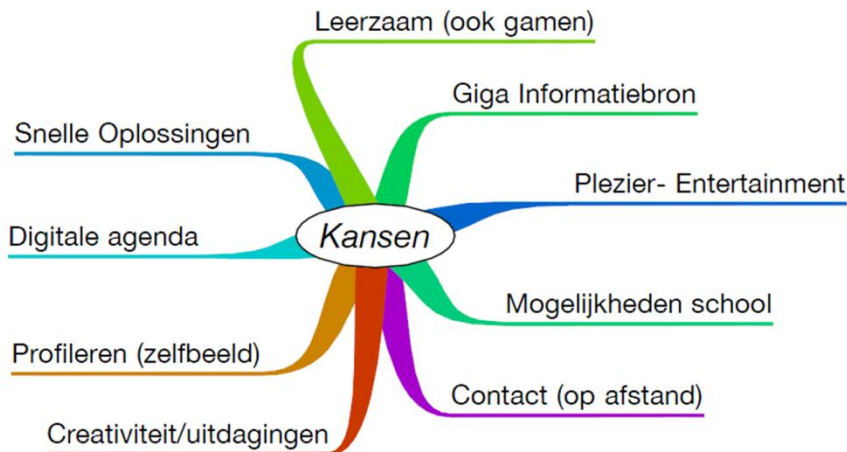 Leerzaam (ook gamen)
Giga Informatiebron
Snelle Oplossingen
Plezier- Entertainment
Digitale agenda
Kansen
Mogelijkheden school
Profileren (zelfbeeld)
Contact (op afstand)
Creativiteit/uitdagingen